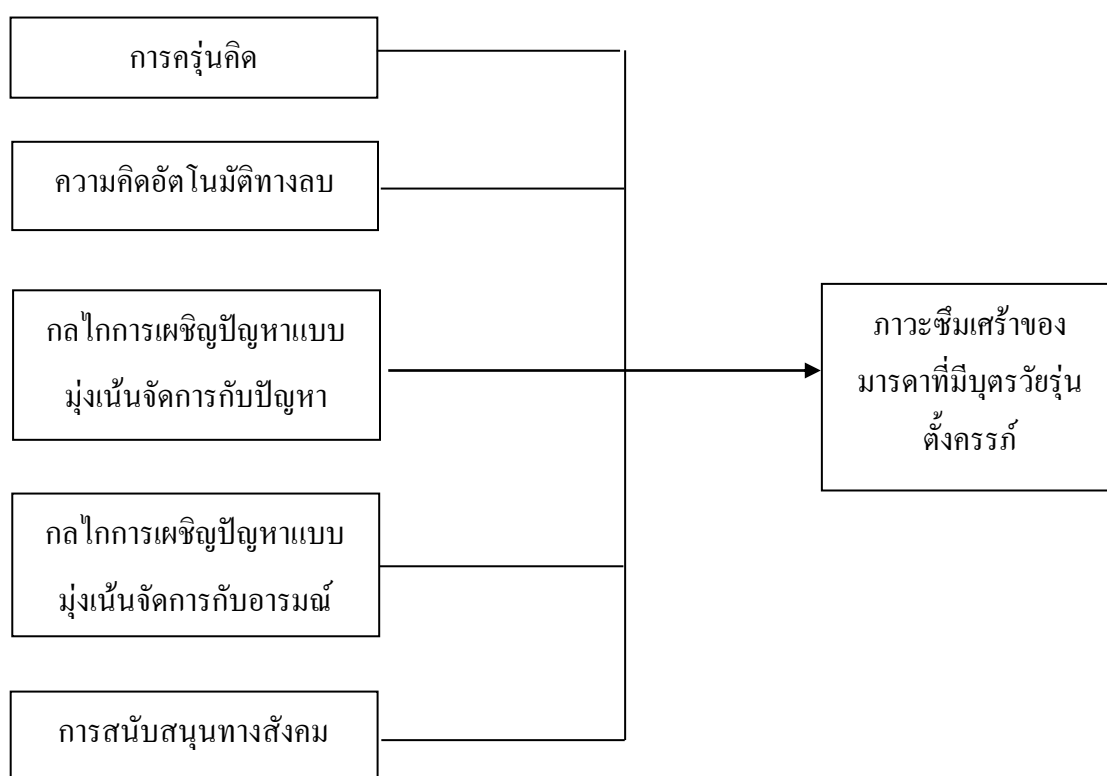 การครุ่นคิด
ความคิดอัตโนมัติทางลบ
กลไกการเผชิญปัญหาแบบ
มุ่งเน้นจัดการกับปัญหา
กลไกการเผชิญปัญหาแบบ
มุ่งเน้นจัดการกับอารมณ์
การสนับสนุนทางสังคม
ภาวะซึมเศร้าของ
มารดาที่มีบุตรวัยรุ่น
ตั้งครรภ์